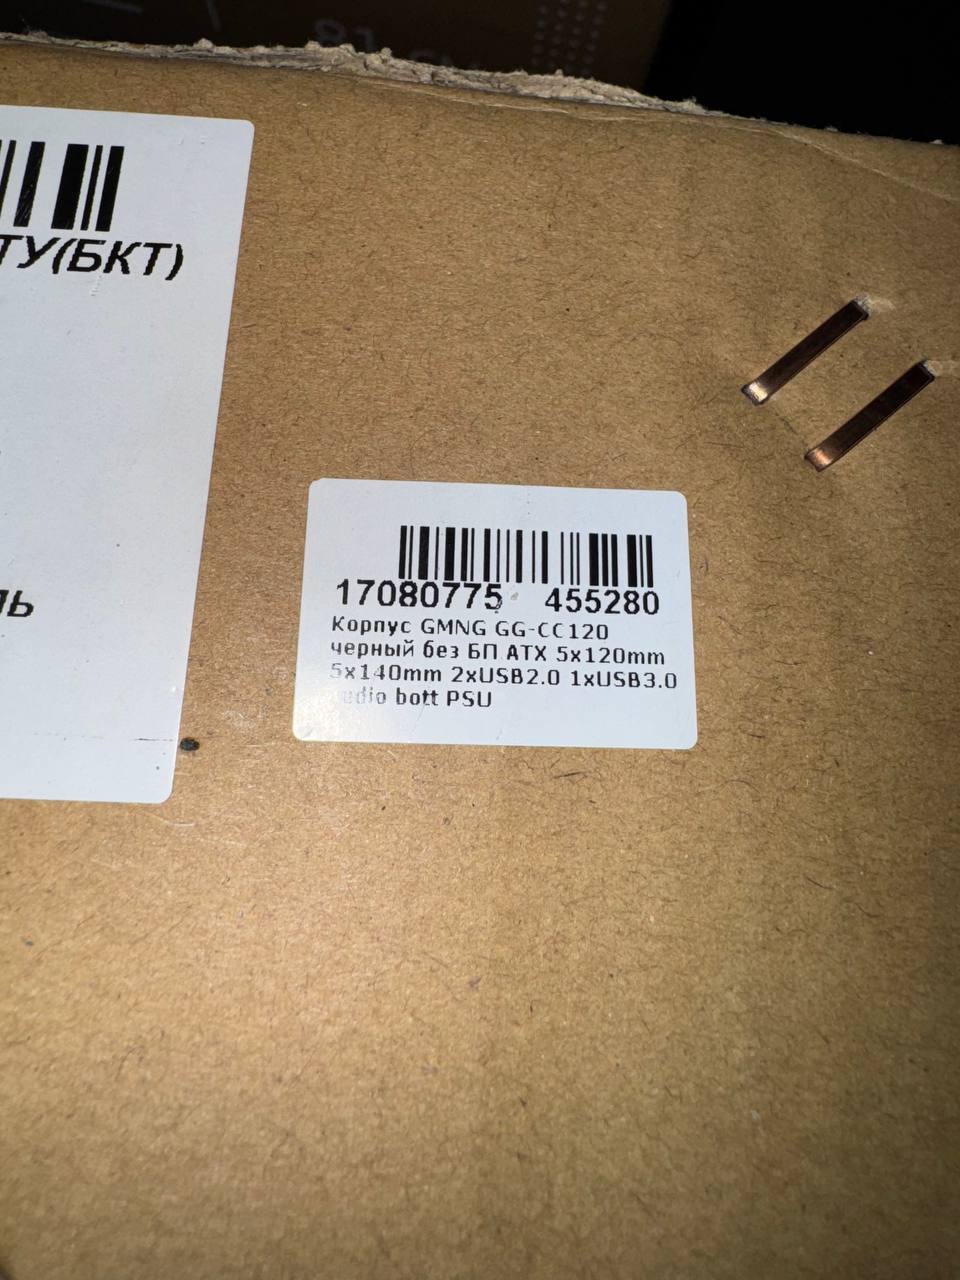 ТУ(БКТ)
ль
17080775 455280
Корпус GMNG GG-CC120
черный без БП ATX 5x120mm
5x140mm 2xUSB2.0 1xUSB3.0
audio bott PSU